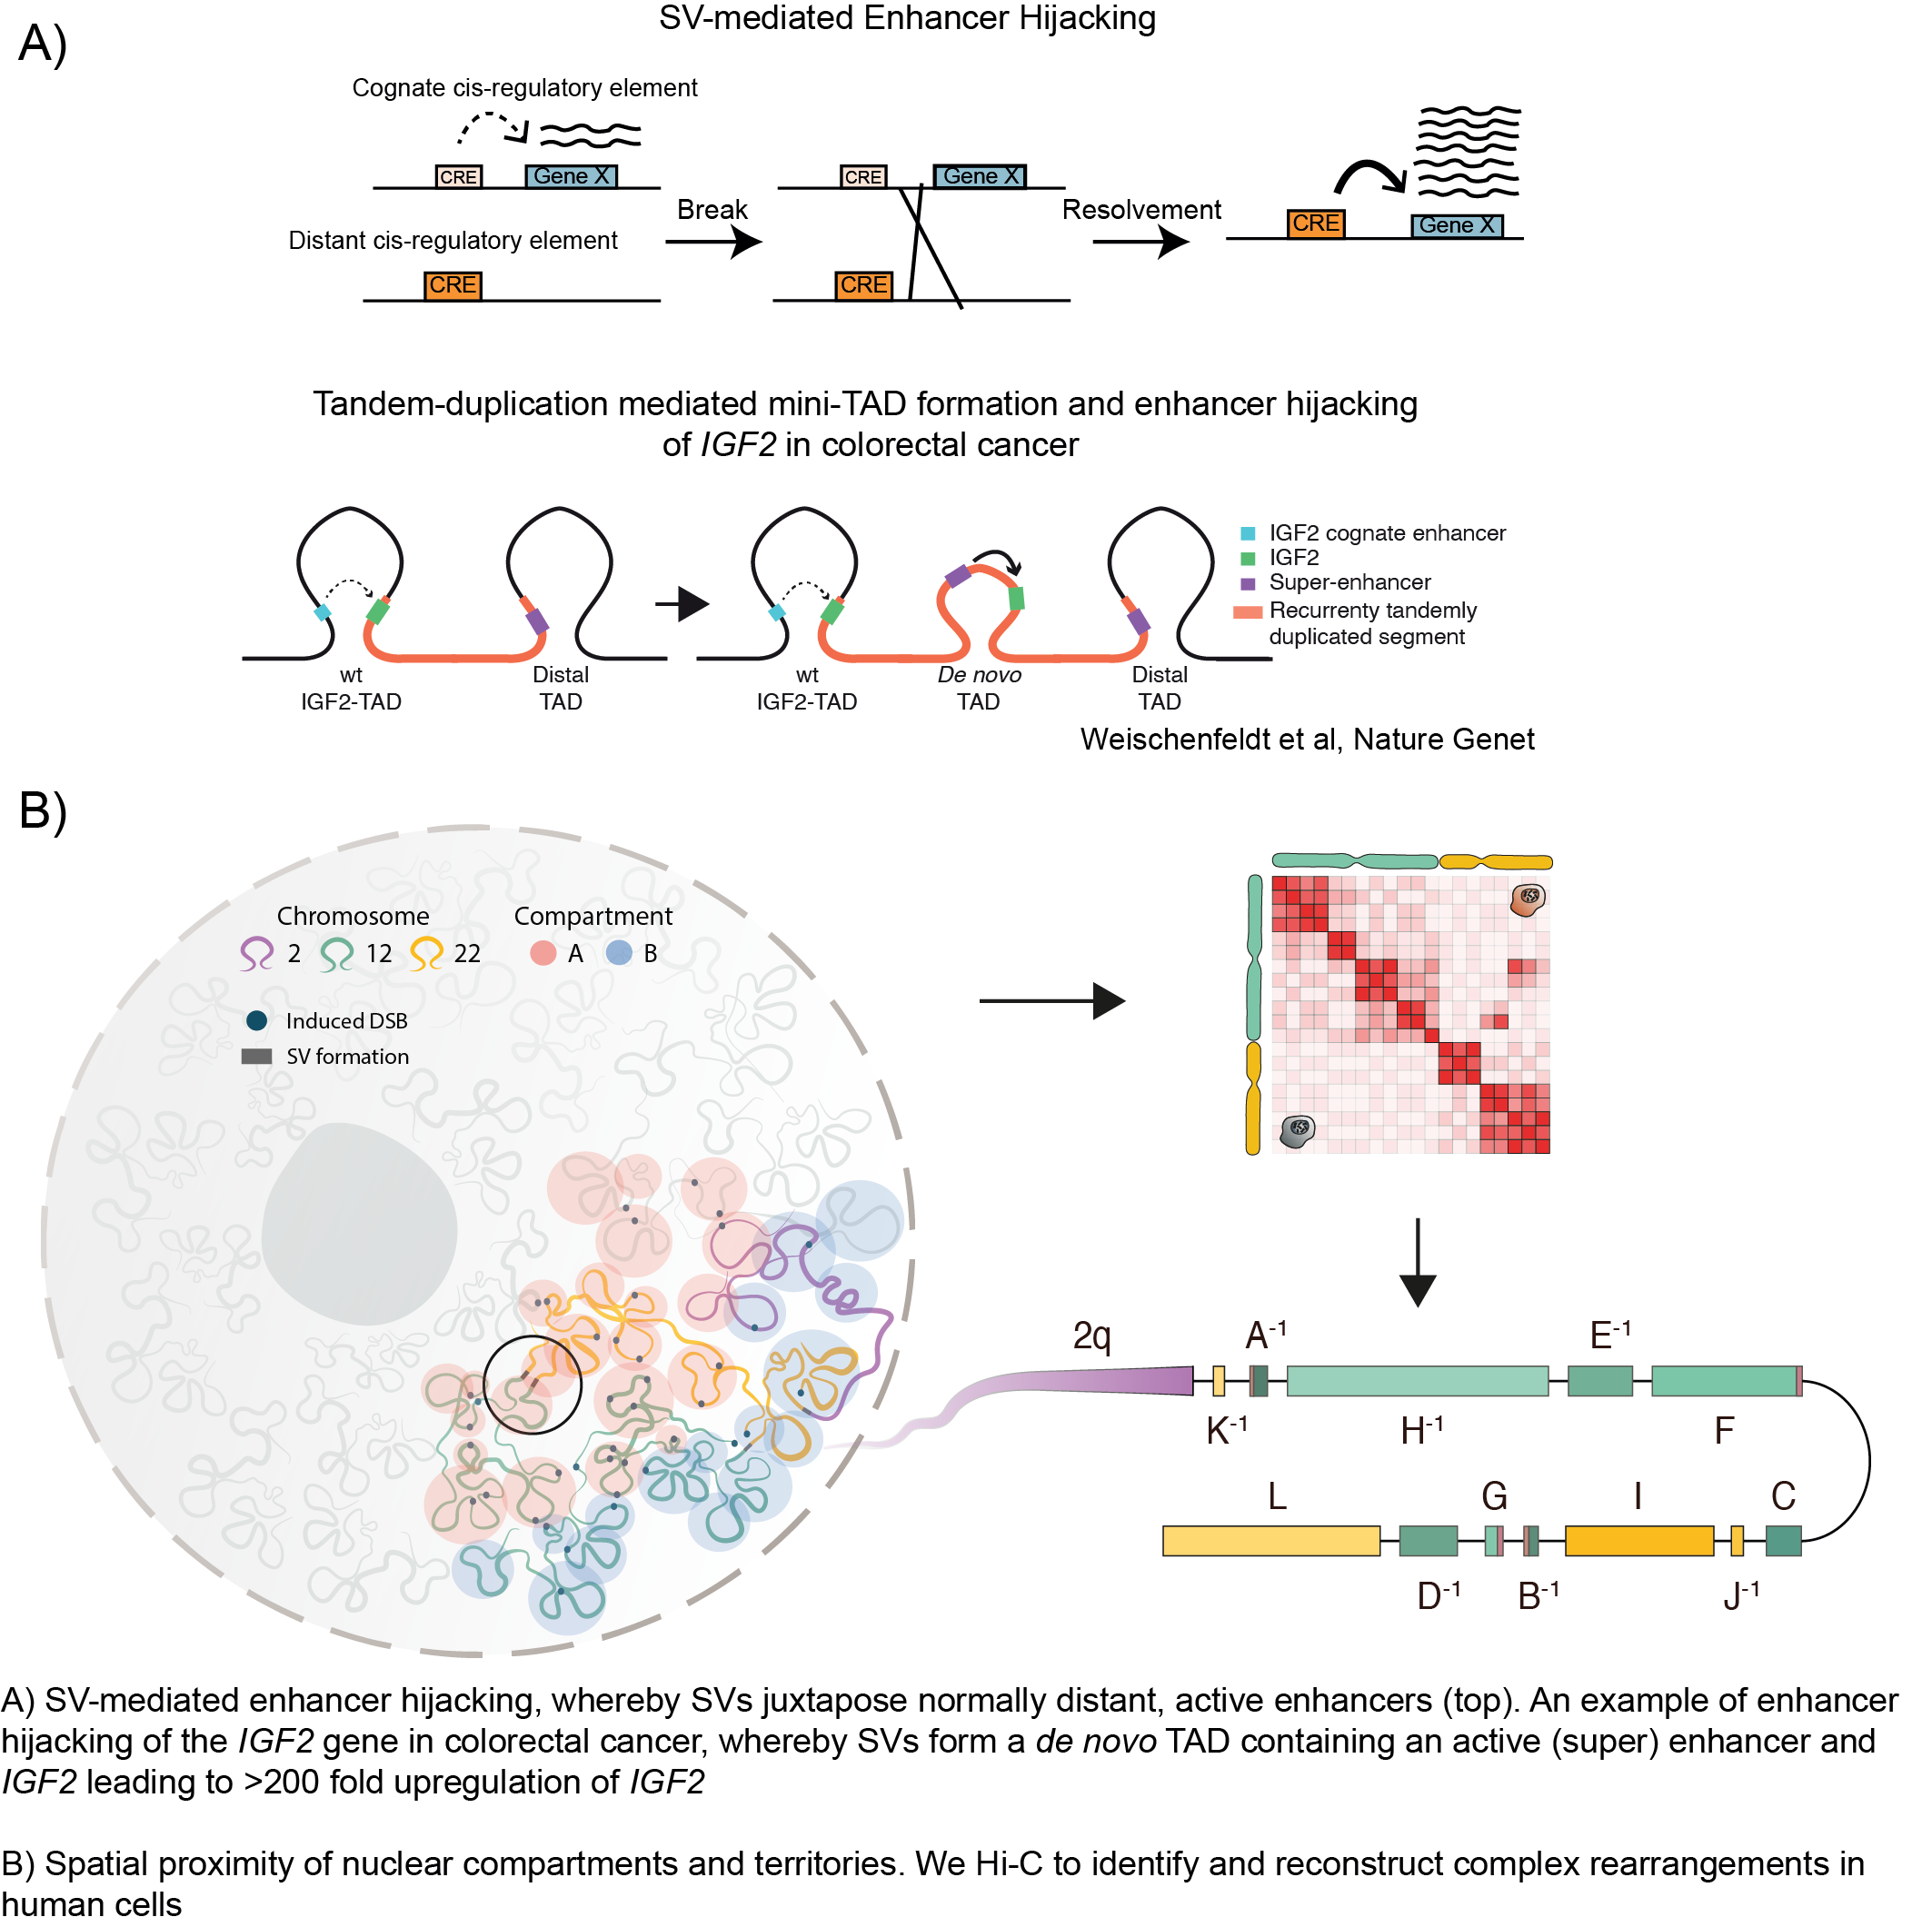 A)
SV-mediated Enhancer Hijacking
Cognate cis-regulatory element
CRE
Gene X
Distant cis-regulatory element
CRE
Break
CRE
Gene X
CRE
Resolvement
CRE
Gene X
Tandem-duplication mediated mini-TAD formation and enhancer hijacking
of IGF2 in colorectal cancer
IGF2 cognate enhancer
IGF2
Super-enhancer
Recurrenty tandemly
duplicated segment
wt
IGF2-TAD
Distal
TAD
wt
IGF2-TAD
De novo
TAD
Distal
TAD
Weischenfeldt et al, Nature Genet
B)
Chromosome
2
12
22
Compartment
A
B
Induced DSB
SV formation
2q
A-1
E-1
K-1
H-1
F
L
G
I
C
D-1
B-1
J-1
A) SV-mediated enhancer hijacking, whereby SVs juxtapose normally distant, active enhancers (top). An example of enhancer
hijacking of the IGF2 gene in colorectal cancer, whereby SVs form a de novo TAD containing an active (super) enhancer and
IGF2 leading to >200 fold upregulation of IGF2
B) Spatial proximity of nuclear compartments and territories. We Hi-C to identify and reconstruct complex rearrangements in
human cells